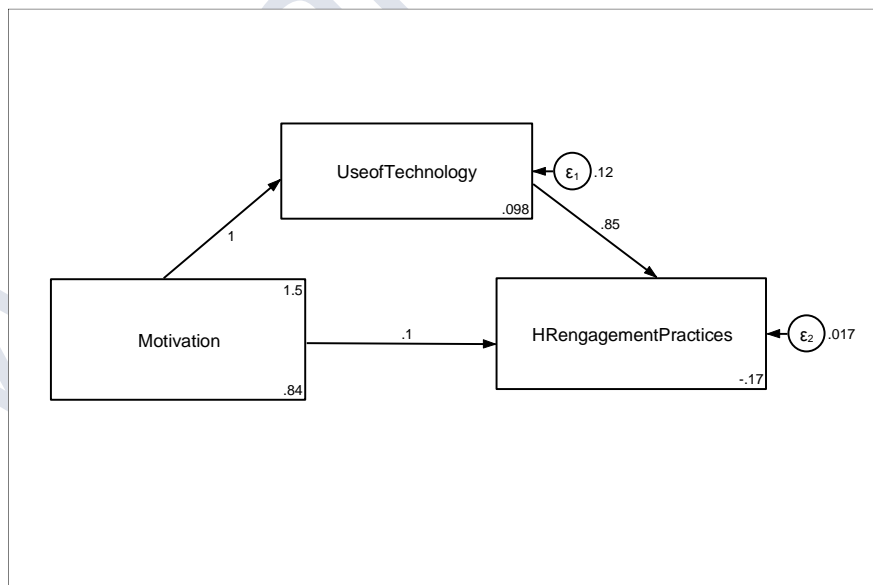 UseofTechnology
ε1
.12
.098
1
.85
1.5
Motivation
.84
.1
HRengagementPractices
ε2
.017
-.17